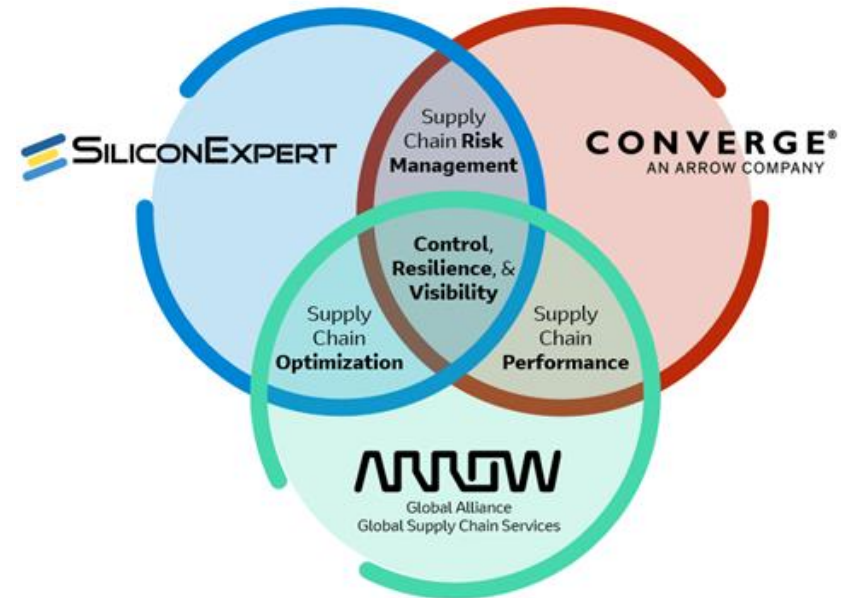 Supply
Chain Risk
Management
SILICONEXPERT
CONVERGE®
AN ARROW COMPANY
Control,
Resilience, &
Visibility
Supply
Chain
Optimization
Supply
Chain
Performance
ARROW
Global Alliance
Global Supply Chain Services